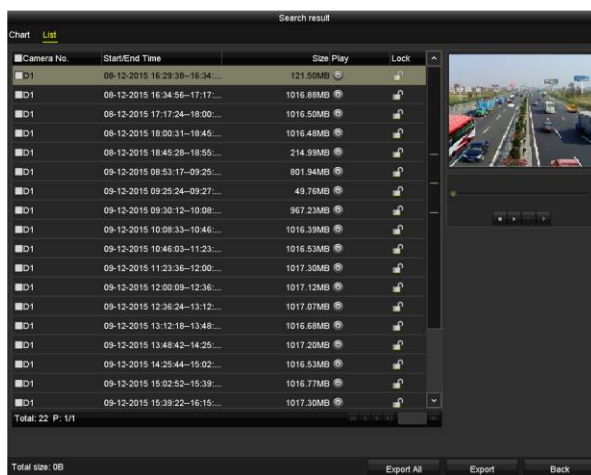 Search result
Chart List
Camera No. Start/End Time Size Play Lock
D1 08-12-2015 16:29:38--16:34:... 121.50MB
D1 08-12-2015 16:34:56--17:17:... 1016.88MB
D1 08-12-2015 17:17:24--18:00:... 1016.50MB
D1 08-12-2015 18:00:31--18:45:... 1016.48MB
D1 08-12-2015 18:45:28--18:55:... 214.99MB
D1 09-12-2015 08:53:17--09:25:... 801.94MB
D1 09-12-2015 09:25:24--09:27:... 49.76MB
D1 09-12-2015 09:30:12--10:08:... 967.23MB
D1 09-12-2015 10:08:33--10:46:... 1016.39MB
D1 09-12-2015 10:46:03--11:23:... 1016.53MB
D1 09-12-2015 11:23:36--12:00:... 1017.30MB
D1 09-12-2015 12:00:09--12:36:... 1017.12MB
D1 09-12-2015 12:36:24--13:12:... 1017.07MB
D1 09-12-2015 13:12:18--13:48:... 1016.68MB
D1 09-12-2015 13:48:42--14:25:... 1017.20MB
D1 09-12-2015 14:25:44--15:02:... 1016.53MB
D1 09-12-2015 15:02:52--15:39:... 1016.77MB
D1 09-12-2015 15:39:22--16:15:... 1017.30MB
Total: 22 P: 1/1
Total size: 0B Export All Export Back